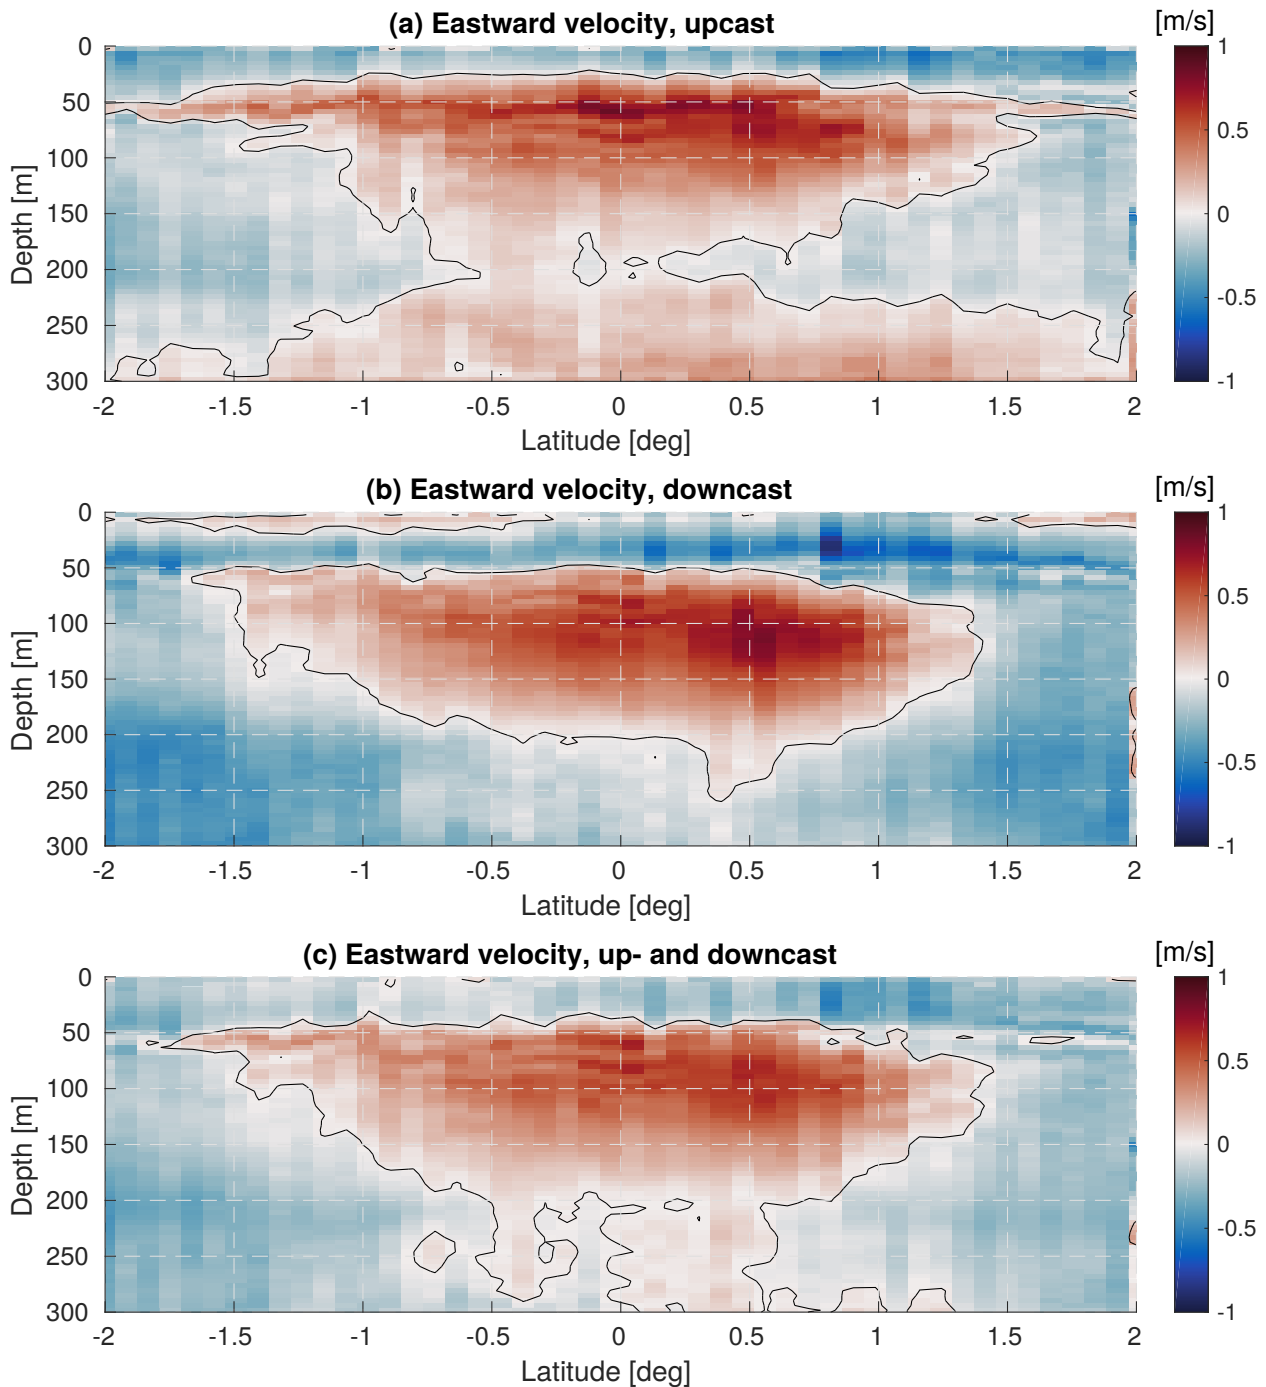 (a) Eastward velocity, upcast
[m/s]
0
50
100
150
200
250
300
Depth [m]
-2 -1.5 -1 -0.5 0 0.5 1 1.5 2
Latitude [deg]
1
0.5
0
-0.5
-1
(b) Eastward velocity, downcast
[m/s]
0
50
100
150
200
250
300
Depth [m]
-2 -1.5 -1 -0.5 0 0.5 1 1.5 2
Latitude [deg]
1
0.5
0
-0.5
-1
(c) Eastward velocity, up- and downcast
[m/s]
0
50
100
150
200
250
300
Depth [m]
-2 -1.5 -1 -0.5 0 0.5 1 1.5 2
Latitude [deg]
1
0.5
0
-0.5
-1